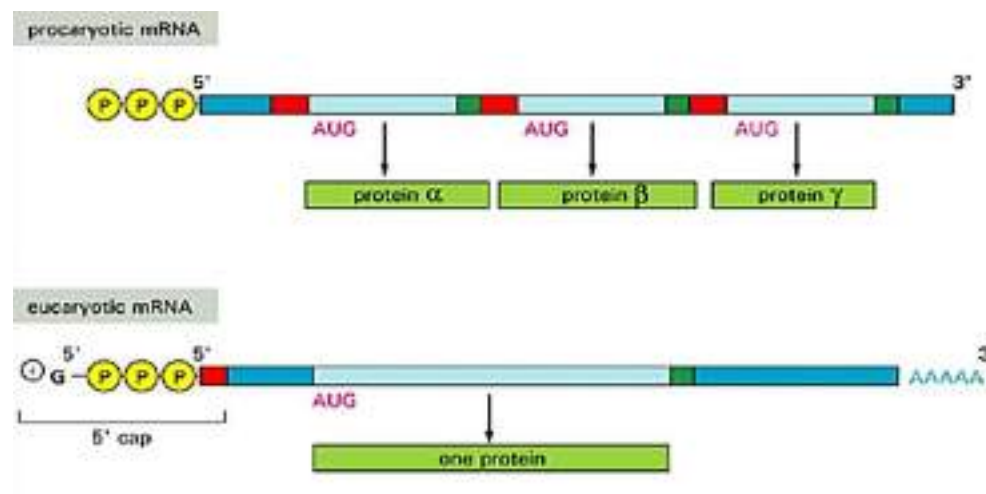 procaryotic mRNA
5' 3'
P P P
AUG AUG AUG
protein α protein β protein γ
eucaryotic mRNA
5' 5' 3
+ G P P P AAAAA
AUG
5' cap
one protein